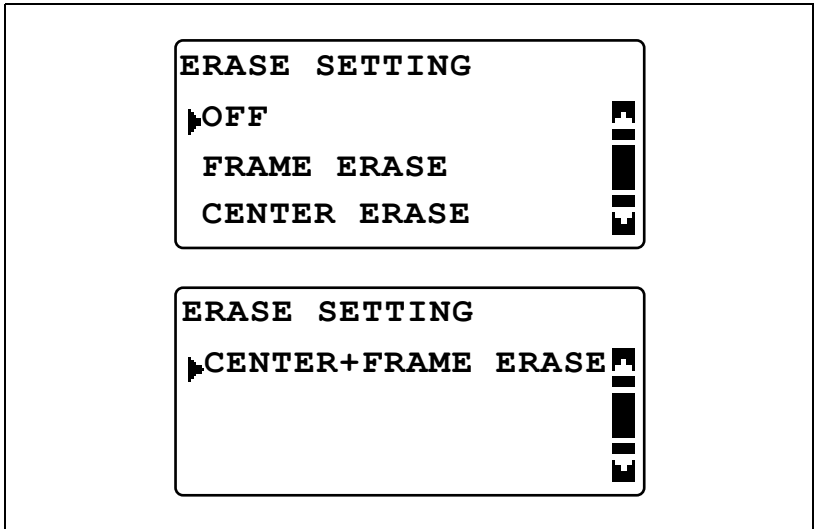 ERASE SETTING
OFF
FRAME ERASE
CENTER ERASE
ERASE SETTING
CENTER+FRAME ERASE